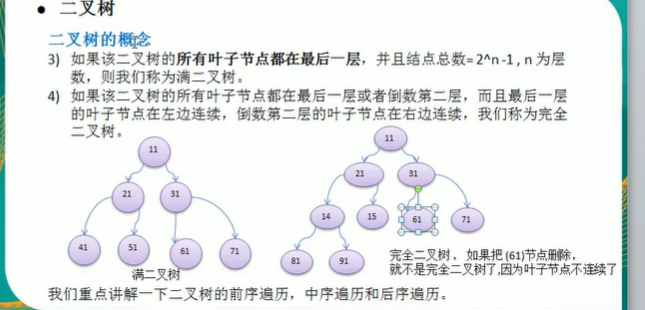 • 二叉树
二叉树的概念
3) 如果该二叉树的所有叶子节点都在最后一层，并且结点总数= 2^n -1 , n 为层
数，则我们称为满二叉树。
4) 如果该二叉树的所有叶子节点都在最后一层或者倒数第二层，而且最后一层
的叶子节点在左边连续，倒数第二层的叶子节点在右边连续，我们称为完全
二叉树。
11
21 31
41 51 61 71
满二叉树
11
21 31
14 15 61 71
81 91
完全二叉树， 如果把 (61)节点删除，
就不是完全二叉树了,因为叶子节点不连续了
我们重点讲解一下二叉树的前序遍历，中序遍历和后序遍历。